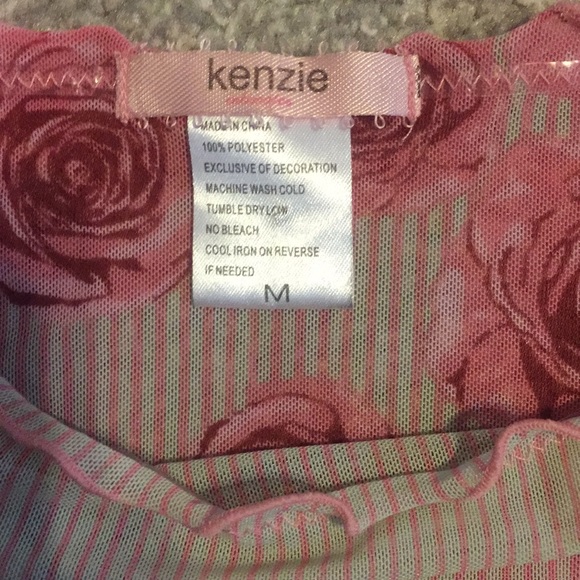 kenzie
MADE IN CHINA
100% POLYESTER
EXCLUSIVE OF DECORATION
MACHINE WASH COLD
TUMBLE DRY LOW
NO BLEACH
COOL IRON ON REVERSE
IF NEEDED
M